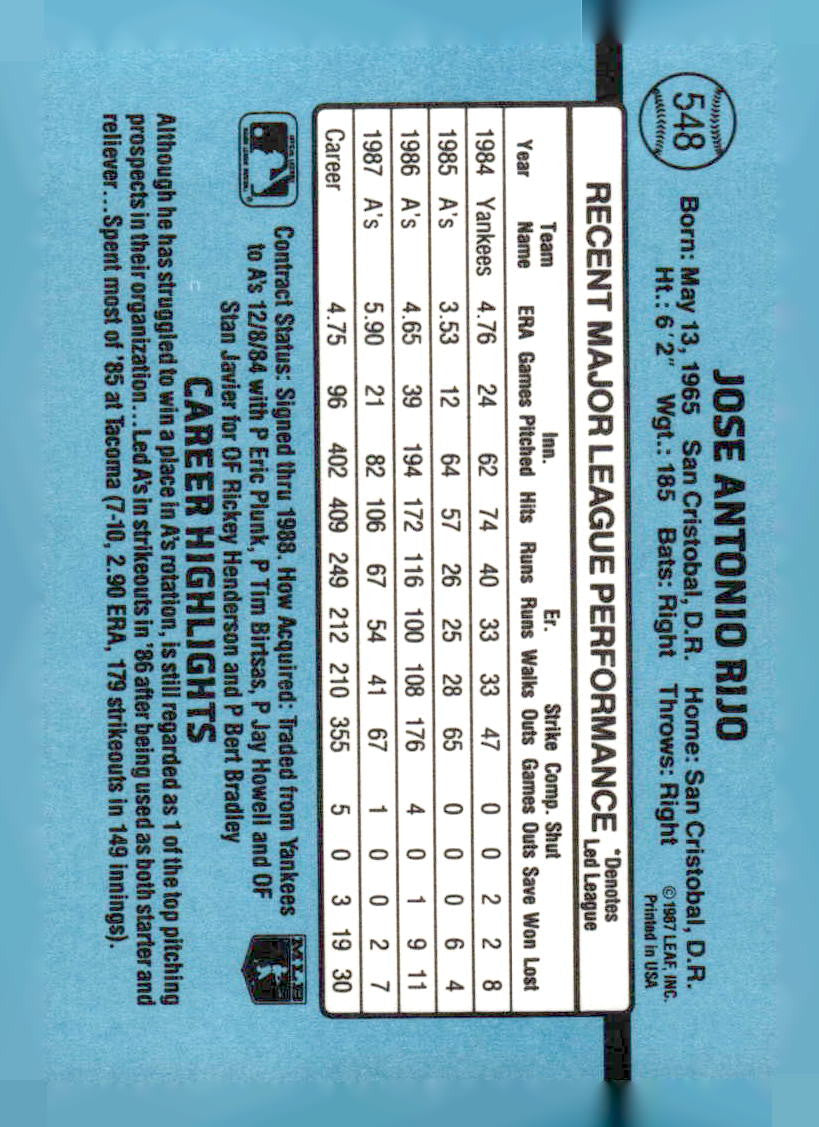 548
JOSE ANTONIO RIJO
Born: May 13, 1965 San Cristobal, D.R. Home: San Cristobal, D.R.
Ht.: 6' 2" Wgt.: 185 Bats: Right Throws: Right
© 1987 LEAF, INC.
Printed in USA
RECENT MAJOR LEAGUE PERFORMANCE *Denotes Led League
Year Team Name ERA Games Inn. Pitched Hits Runs Er. Runs Walks Strike Outs Comp. Games Shut Outs Save Won Lost
1984 Yankees 4.76 24 62 74 40 33 33 47 0 0 2 2 8
1985 A's 3.53 12 64 57 26 25 28 65 0 0 0 6 4
1986 A's 4.65 39 194 172 116 100 108 176 4 0 1 9 11
1987 A's 5.90 21 82 106 67 54 41 67 1 0 0 2 7
Career 4.75 96 402 409 249 212 210 355 5 0 3 19 30
Contract Status: Signed thru 1988. How Acquired: Traded from Yankees
to A's 12/8/84 with P Eric Plunk, P Tim Birtsas, P Jay Howell and OF
Stan Javier for OF Rickey Henderson and P Bert Bradley
MLB
CAREER HIGHLIGHTS
Although he has struggled to win a place in A's rotation, is still regarded as 1 of the top pitching
prospects in their organization...Led A's in strikeouts in '86 after being used as both starter and
reliever...Spent most of '85 at Tacoma (7-10, 2.90 ERA, 179 strikeouts in 149 innings).